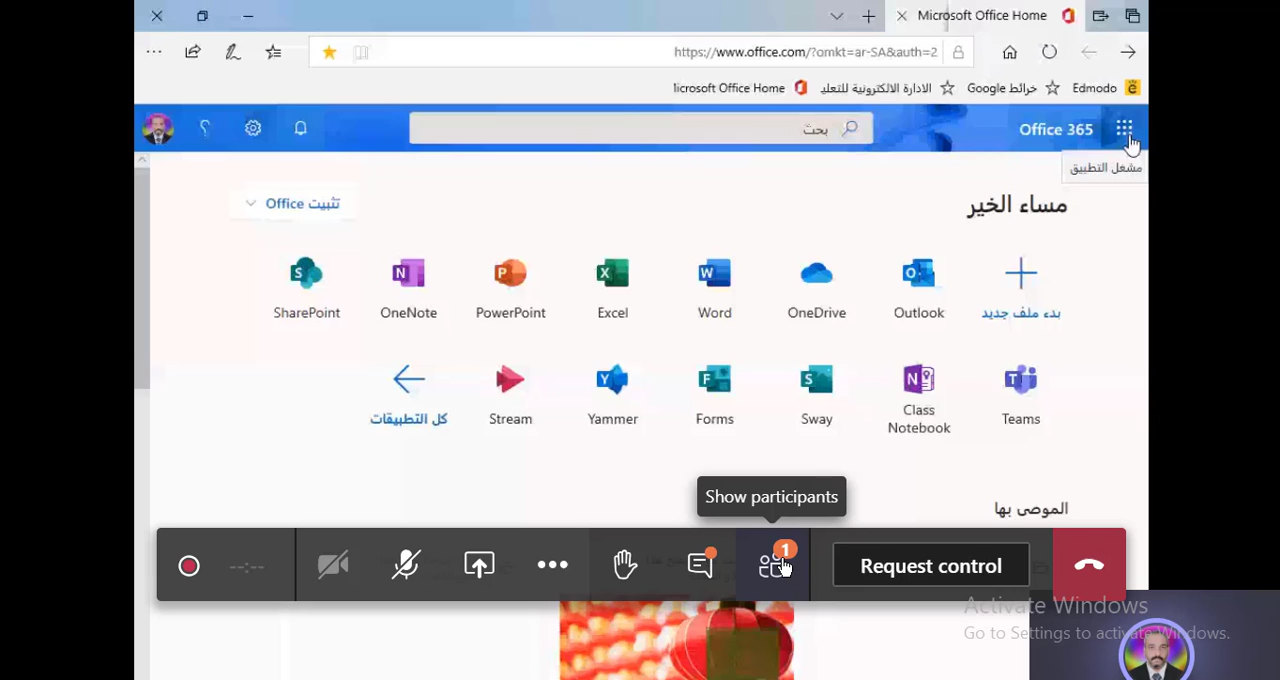 Microsoft Office Home
https://www.office.com/?omkt=ar-SA&auth=2
Edmodo
خرائط Google
الادارة الالكترونية للتعليـ
licrosoft Office Home
Office 365
بحث
مشغل التطبيق
مساء الخير
تثبيت Office
بدء ملف جديد
Outlook
OneDrive
Word
Excel
PowerPoint
OneNote
SharePoint
Teams
Class
Notebook
Sway
Forms
Yammer
Stream
كل التطبيقات
Show participants
الموصى بها
--:--
1
Request control
Activate Windows
Go to Settings to activate Windows.